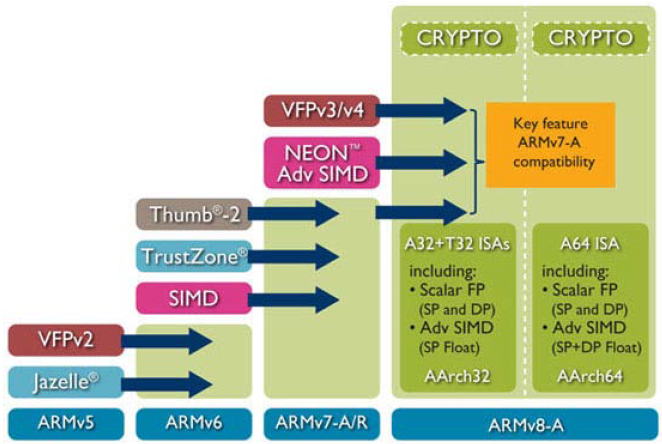 CRYPTO
CRYPTO
VFPv3/v4
Key feature
ARMv7-A
compatibility
NEON™
Adv SIMD
Thumb®-2
TrustZone®
SIMD
A32+T32 ISAs
including:
• Scalar FP
(SP and DP)
• Adv SIMD
(SP Float)
AArch32
A64 ISA
including:
• Scalar FP
(SP and DP)
• Adv SIMD
(SP+DP Float)
AArch64
VFPv2
Jazelle®
ARMv5
ARMv6
ARMv7-A/R
ARMv8-A